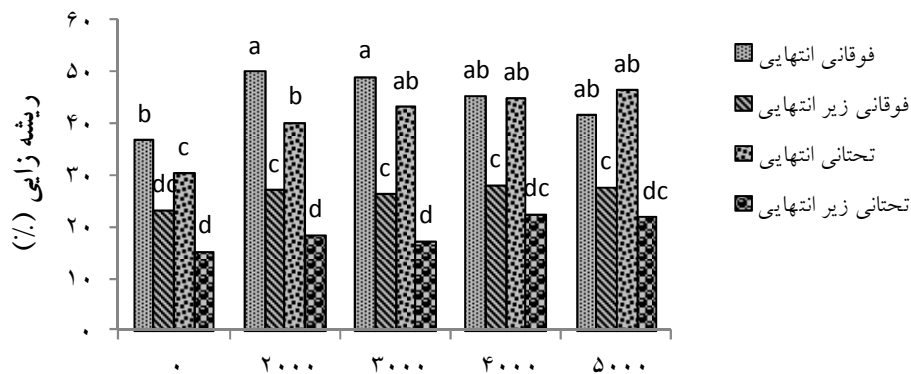 ۶۰
۵۰
۴۰
۳۰
۲۰
۱۰
۰
ریشه زایی (٪)
b dc c d
a c b d
a c ab d
ab c ab dc
ab c ab dc
۰ ۲۰۰۰ ۳۰۰۰ ۴۰۰۰ ۵۰۰۰
فوقانی انتهایی
فوقانی زیر انتهایی
تحتانی انتهایی
تحتانی زیر انتهایی